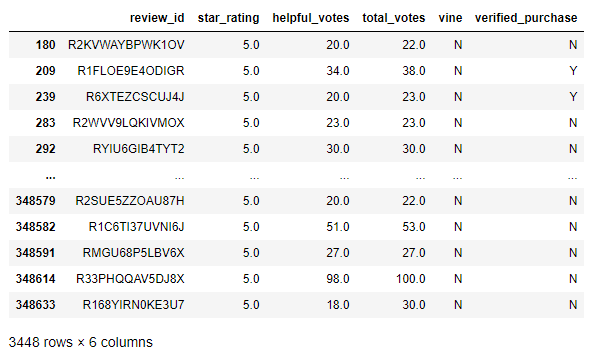 review_id star_rating helpful_votes total_votes vine verified_purchase
180 R2KVWAYBPWK1OV 5.0 20.0 22.0 N N
209 R1FLOE9E4ODIGR 5.0 34.0 38.0 N Y
239 R6XTEZCSCUJ4J 5.0 20.0 23.0 N Y
283 R2WVV9LQKIVMOX 5.0 23.0 23.0 N N
292 RYIU6GIB4TYT2 5.0 30.0 30.0 N N
... ... ... ... ... ... ...
348579 R2SUE5ZZOAU87H 5.0 20.0 22.0 N N
348582 R1C6TI37UVNI6J 5.0 51.0 53.0 N N
348591 RMGU68P5LBV6X 5.0 27.0 27.0 N N
348614 R33PHQQAV5DJ8X 5.0 98.0 100.0 N N
348633 R168YIRN0KE3U7 5.0 18.0 30.0 N N
3448 rows × 6 columns